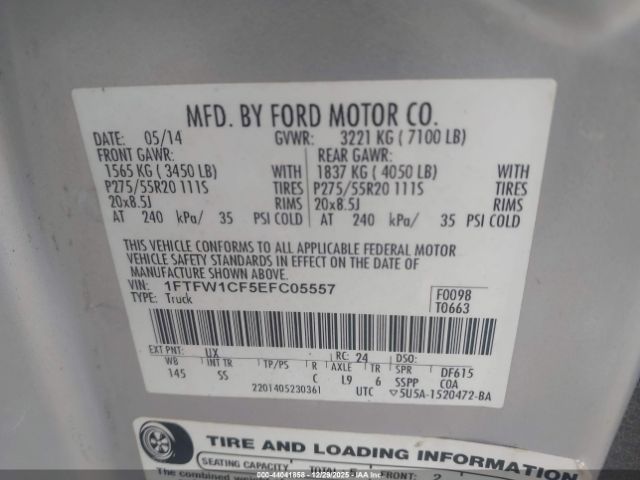 MFD. BY FORD MOTOR CO.
DATE: 05/14 GVWR: 3221 KG ( 7100 LB)
FRONT GAWR: REAR GAWR:
1565 KG ( 3450 LB) WITH 1837 KG ( 4050 LB) WITH
P275/55R20 111S TIRES P275/55R20 111S TIRES
20x8.5J RIMS 20x8.5J RIMS
AT 240 kPa/ 35 PSI COLD AT 240 kPa/ 35 PSI COLD
THIS VEHICLE CONFORMS TO ALL APPLICABLE FEDERAL MOTOR
VEHICLE SAFETY STANDARDS IN EFFECT ON THE DATE OF
MANUFACTURE SHOWN ABOVE.
VIN: 1FTFW1CF5EFC05557 F0098
TYPE: Truck T0663
EXT PNT: UX RC: 24 DSO:
WB INT TR TP/PS R AXLE TR SPR DF615
145 SS C L9 6 SSPP COA
2201405230361 UTC ▽5U5A-1520472-BA
TIRE AND LOADING INFORMATION
SEATING CAPACITY TOTAL 5 FRONT: 2
The combined
000-44041858 - 12/29/2025 - IAA Inc.